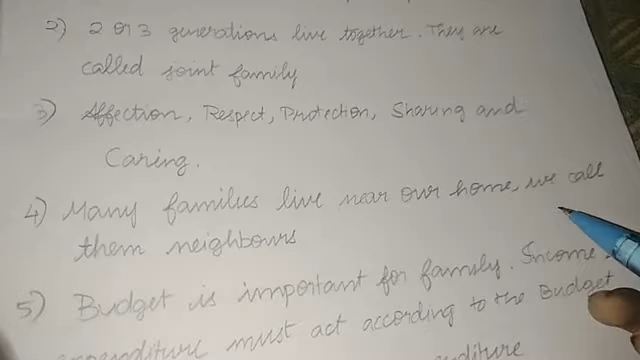 2) 2 or 3 generations live together. They are
called joint family
3) Affection, Respect, Protection, Sharing and
Caring.
4) Many families live near our home, we call
them neighbours
5) Budget is important for family. Income
expenditure must act according to the Budget